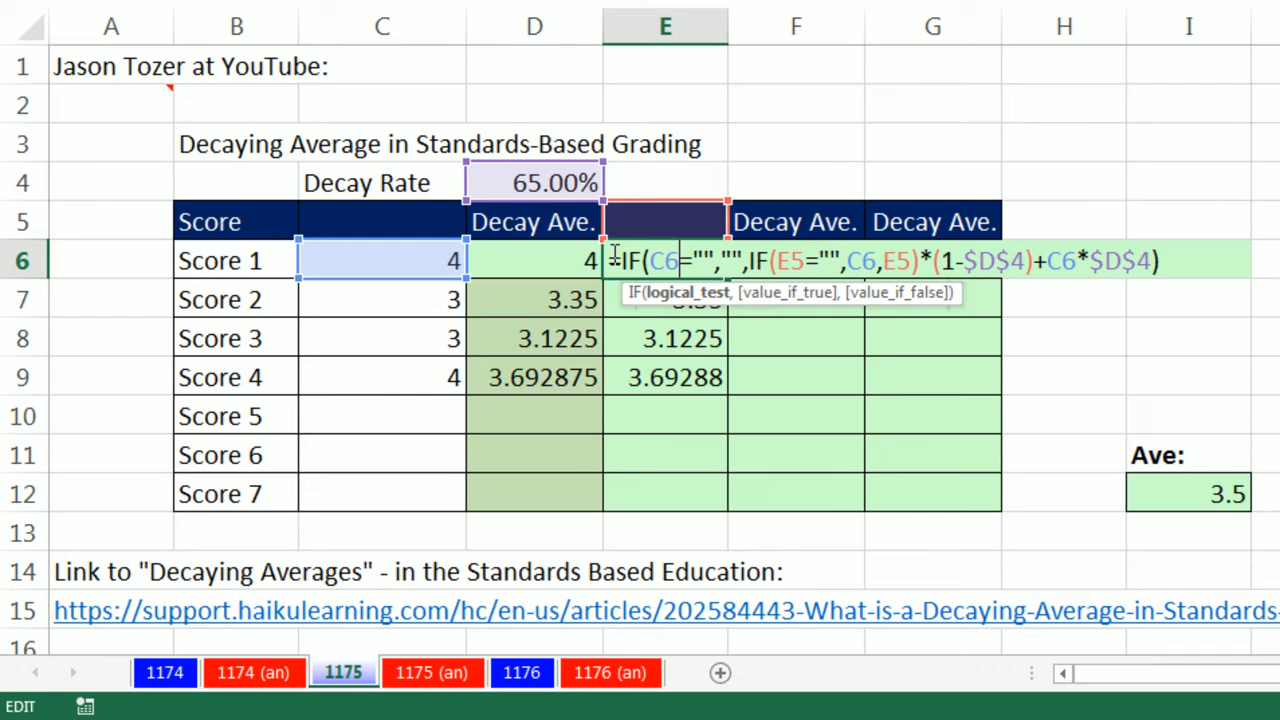 A B C D E F G H I
1 Jason Tozer at YouTube:
2
3 Decaying Average in Standards-Based Grading
4 Decay Rate 65.00%
5 Score Decay Ave. Decay Ave. Decay Ave.
6 Score 1 4 4 =IF(C6="","",IF(E5="",C6,E5)*(1-$D$4)+C6*$D$4)
IF(logical_test, [value_if_true], [value_if_false])
7 Score 2 3 3.35
8 Score 3 3 3.1225 3.1225
9 Score 4 4 3.692875 3.69288
10 Score 5
11 Score 6 Ave:
12 Score 7 3.5
13
14 Link to "Decaying Averages" - in the Standards Based Education:
15 https://support.haikulearning.com/hc/en-us/articles/202584443-What-is-a-Decaying-Average-in-Standards-
16
1174 1174 (an) 1175 1175 (an) 1176 1176 (an)
EDIT